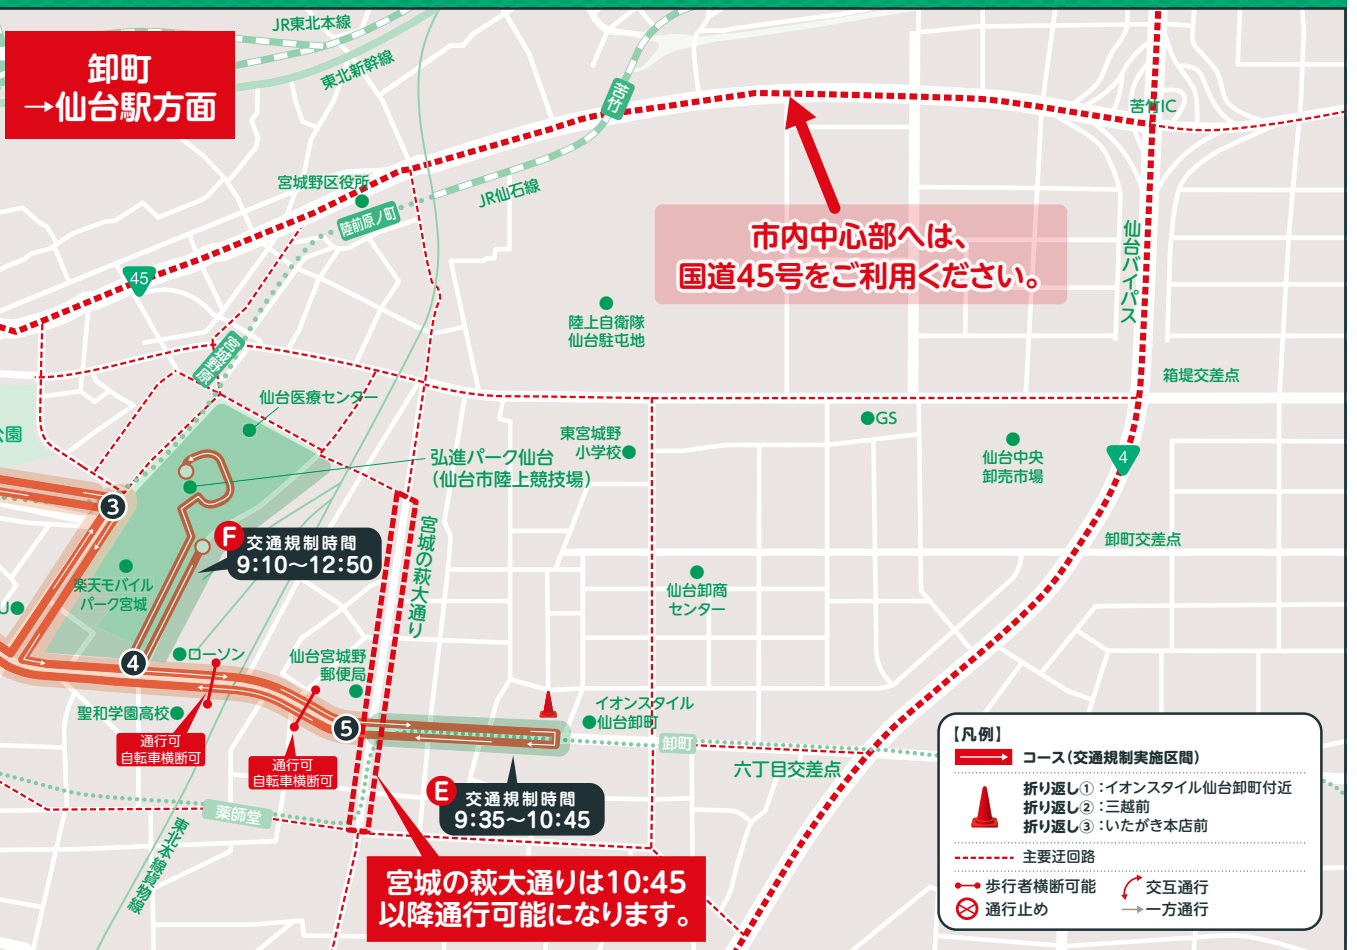 卸町
→仙台駅方面
JR東北本線
東北新幹線
苦竹
苦竹IC
宮城野区役所
陸前原ノ町
JR仙石線
45
市内中心部へは、
国道45号をご利用ください。
仙台バイパス
陸上自衛隊
仙台駐屯地
宮城野原
仙台医療センター
箱堤交差点
GS
公園
東宮城野
小学校
仙台中央
卸売市場
4
弘進パーク仙台
(仙台市陸上競技場)
3
宮城の萩大通り
F
交通規制時間
9:10～12:50
卸町交差点
楽天モバイル
パーク宮城
仙台卸商
センター
U
4
ローソン
仙台宮城野
郵便局
聖和学園高校
通行可
自転車横断可
通行可
自転車横断可
5
イオンスタイル
仙台卸町
卸町
六丁目交差点
E
交通規制時間
9:35～10:45
薬師堂
東北本線貨物線
宮城の萩大通りは10:45
以降通行可能になります。
【凡例】
コース(交通規制実施区間)
折り返し①：イオンスタイル仙台卸町付近
折り返し②：三越前
折り返し③：いたがき本店前
主要迂回路
歩行者横断可能
交互通行
通行止め
一方通行